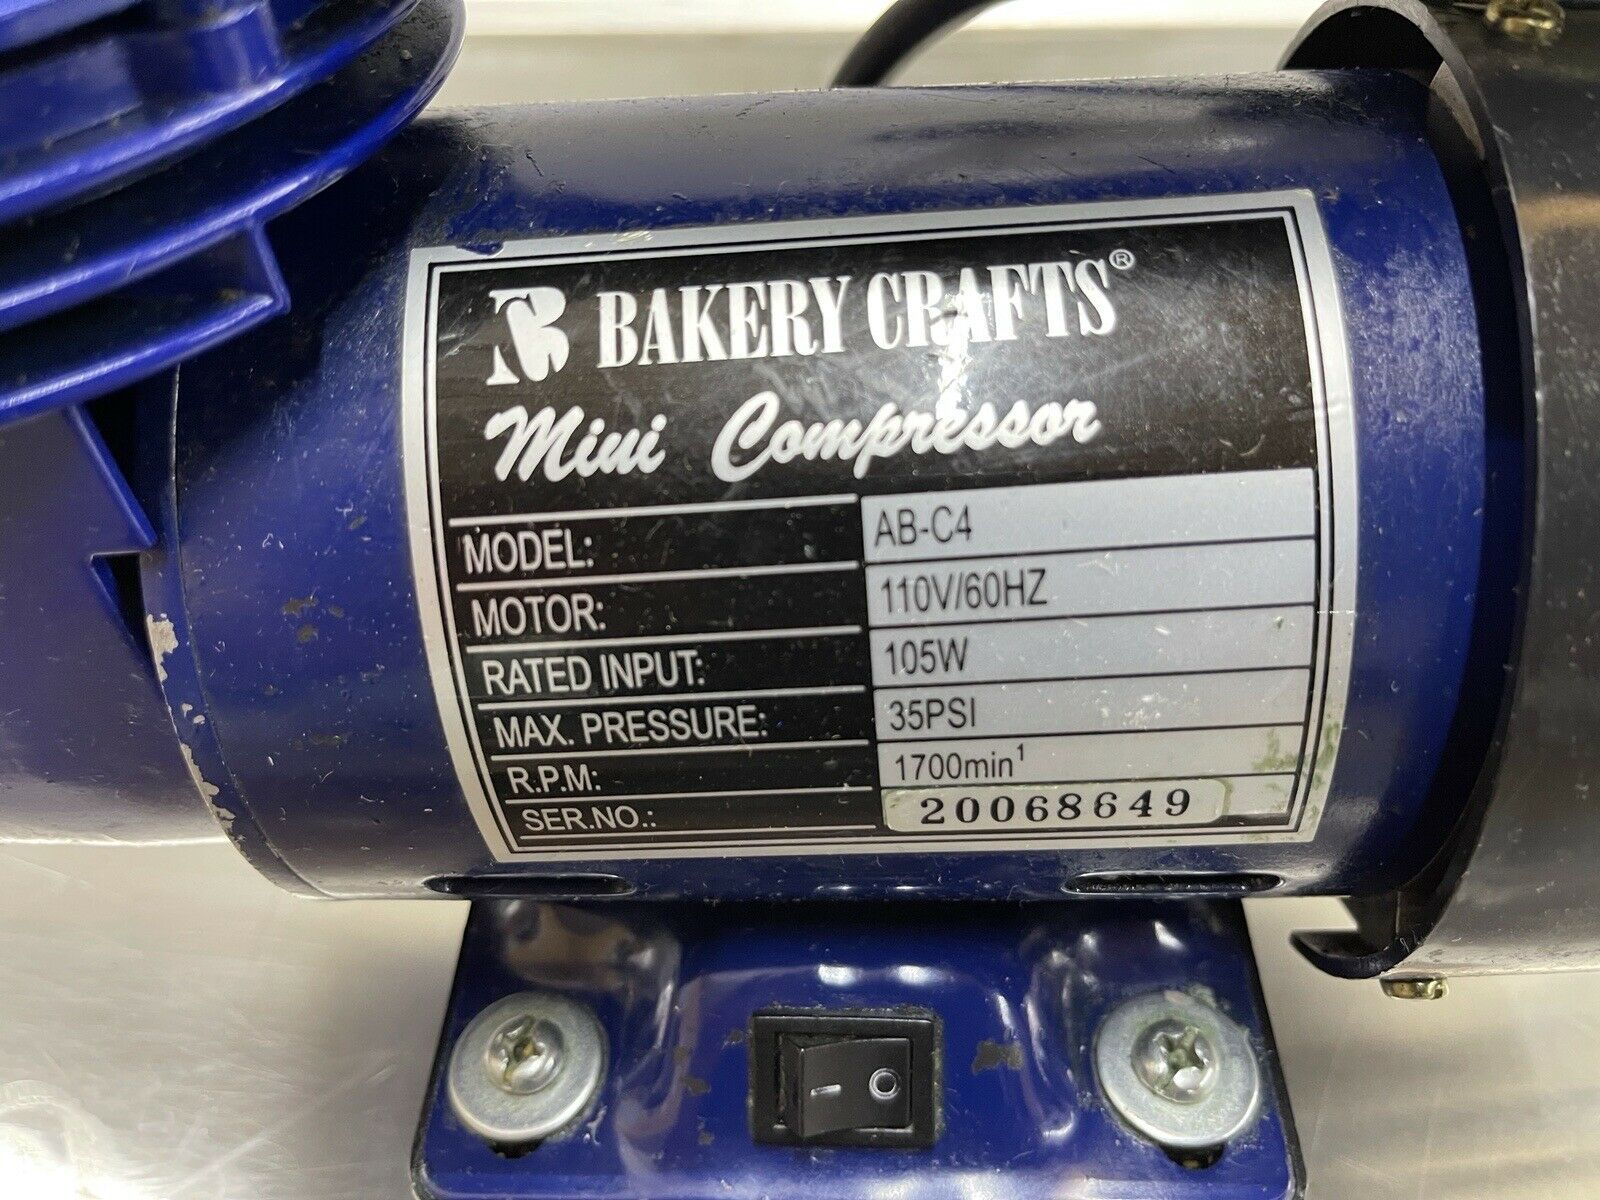 B BAKERY CRAFTS®
Mini Compressor
MODEL: AB-C4
MOTOR: 110V/60HZ
RATED INPUT: 105W
MAX. PRESSURE: 35PSI
R.P.M: 1700min¹
SER.NO.: 20068649